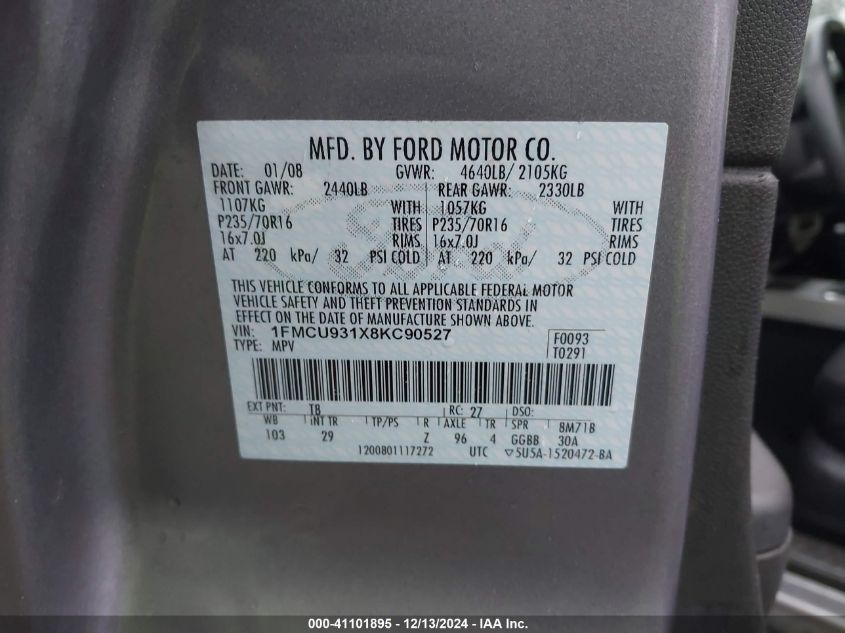 MFD. BY FORD MOTOR CO.
DATE: 01/08 GVWR: 4640LB/ 2105KG
FRONT GAWR: 2440LB REAR GAWR: 2330LB
1107KG WITH 1057KG WITH
P235/70R16 TIRES P235/70R16 TIRES
16x7.0J RIMS 16x7.0J RIMS
AT 220 kPa/ 32 PSI COLD AT 220 kPa/ 32 PSI COLD
THIS VEHICLE CONFORMS TO ALL APPLICABLE FEDERAL MOTOR
VEHICLE SAFETY AND THEFT PREVENTION STANDARDS IN
EFFECT ON THE DATE OF MANUFACTURE SHOWN ABOVE.
VIN: 1FMCU931X8KC90527 F0093
TYPE: MPV T0291
EXT PNT: T8 RC: 27 DSO:
WB INT TR TP/PS R AXLE TR SPR 8M71B
103 29 Z 96 4 GGBB 30A
1200801117272 UTC ▽5U5A-1520472-BA
000-41101895 - 12/13/2024 - IAA Inc.